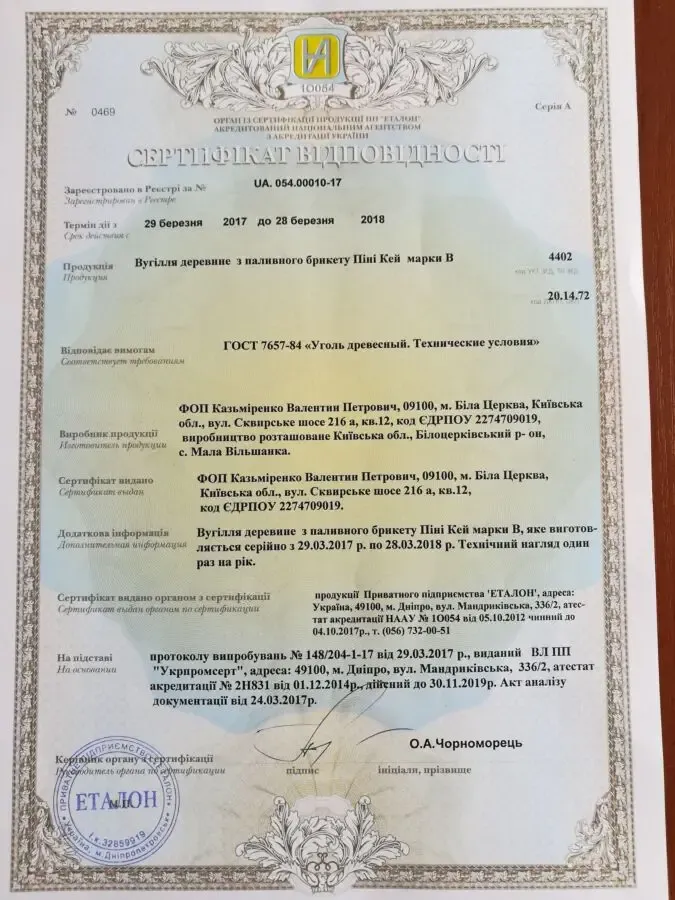 1О054
№ 0469
Серія А
ОРГАН ІЗ СЕРТИФІКАЦІЇ ПРОДУКЦІЇ ПП "ЕТАЛОН"
АКРЕДИТОВАНИЙ НАЦІОНАЛЬНИМ АГЕНТСТВОМ
З АКРЕДИТАЦІЇ УКРАЇНИ
СЕРТИФІКАТ ВІДПОВІДНОСТІ
Зареєстровано в Реєстрі за № UA. 054.00010-17
Зарегистрирован в Реестре
Термін дії з 29 березня 2017 до 28 березня 2018
Срок действия с
Продукція Вугілля деревине з паливного брикету Піні Кей марки В 4402
Продукция
20.14.72
Відповідає вимогам ГОСТ 7657-84 «Уголь древесный. Технические условия»
Соответствует требованиям
ФОП Казьміренко Валентин Петрович, 09100, м. Біла Церква, Київська
обл., вул. Сквирське шосе 216 а, кв.12, код ЄДРПОУ 2274709019,
Виробник продукції виробництво розташоване Київська обл., Білоцерківський р- он,
Изготовитель продукции с. Мала Вільшанка.
Сертифікат видано ФОП Казьміренко Валентин Петрович, 09100, м. Біла Церква,
Сертификат выдан Київська обл., вул. Сквирське шосе 216 а, кв.12,
код ЄДРПОУ 2274709019.
Додаткова інформація Вугілля деревине з паливного брикету Піні Кей марки В, яке виготов-
Дополнительная информация ляється серійно з 29.03.2017 р. по 28.03.2018 р. Технічний нагляд один
раз на рік.
Сертифікат видано органом з сертифікації продукції Приватного підприємства 'ЕТАЛОН', адреса:
Сертификат выдан органом по сертификации Україна, 49100, м. Дніпро, вул. Мандриківська, 336/2, атес-
тат акредитації НААУ № 1О054 від 05.10.2012 чинний до
04.10.2017р., т. (056) 732-00-51
На підставі протоколу випробувань № 148/204-1-17 від 29.03.2017 р., виданий ВЛ ПП
На основании "Укрпромсерт", адреса: 49100, м. Дніпро, вул. Мандриківська, 336/2, атестат
акредитації № 2Н831 від 01.12.2014р., дійсний до 30.11.2019р. Акт аналізу
документації від 24.03.2017р.
О.А.Чорноморець
Керівник органу з сертифікації
Руководитель органа по сертификации підпис ініціали, прізвище
ЕТАЛОН
М.П.
і.к.32859919
Україна, м.Дніпропетровськ